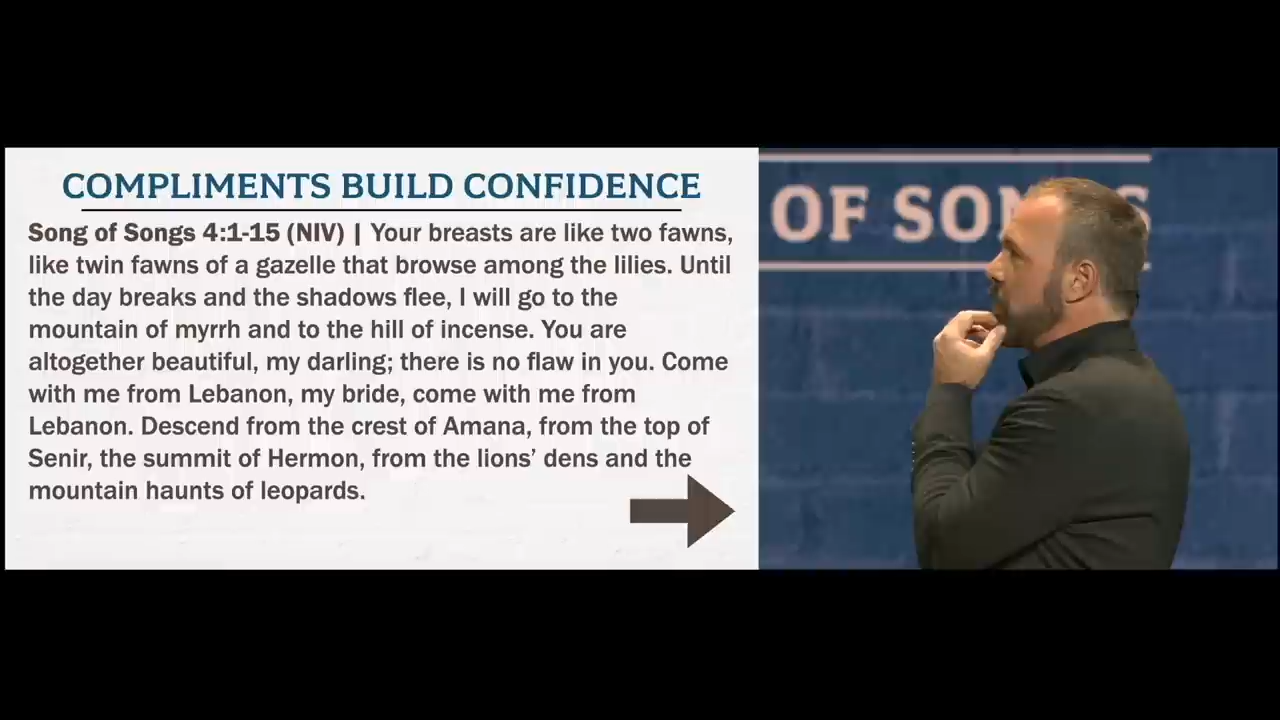 COMPLIMENTS BUILD CONFIDENCE
Song of Songs 4:1-15 (NIV) | Your breasts are like two fawns,
like twin fawns of a gazelle that browse among the lilies. Until
the day breaks and the shadows flee, I will go to the
mountain of myrrh and to the hill of incense. You are
altogether beautiful, my darling; there is no flaw in you. Come
with me from Lebanon, my bride, come with me from
Lebanon. Descend from the crest of Amana, from the top of
Senir, the summit of Hermon, from the lions’ dens and the
mountain haunts of leopards.
OF SONGS